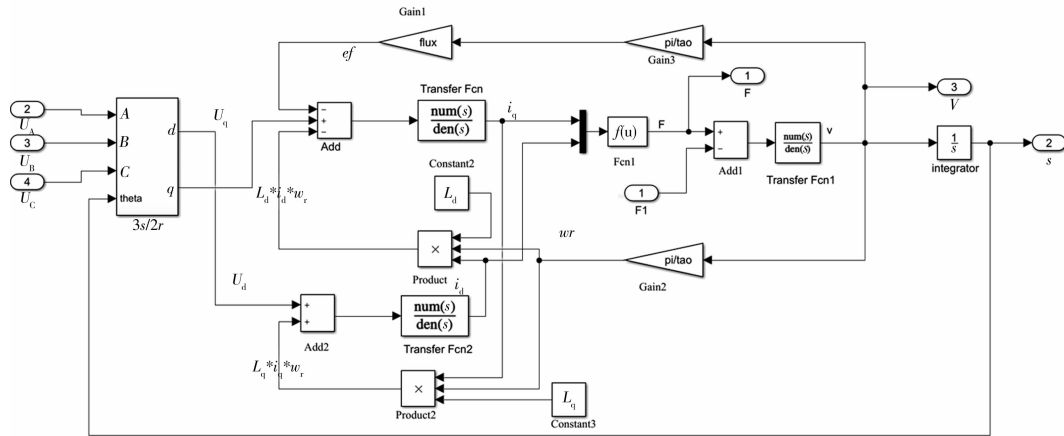 Gain1
flux
ef
pi/tao
Gain3
Transfer Fcn
num(s)
den(s)
i_q
1
F
3
V
2
U_A
3
U_B
4
U_C
A
B
C
theta
d
q
3s/2r
U_q
−
+
−
Add
Constant2
L_d
L_d*i_d*w_r
×
Product
f(u)
Fcn1
F
+
−
Add1
1
F1
num(s)
den(s)
Transfer Fcn1
v
1
s
integrator
2
s
wr
pi/tao
Gain2
U_d
+
+
Add2
i_d
num(s)
den(s)
Transfer Fcn2
L_q*i_q*w_r
×
Product2
L_q
Constant3